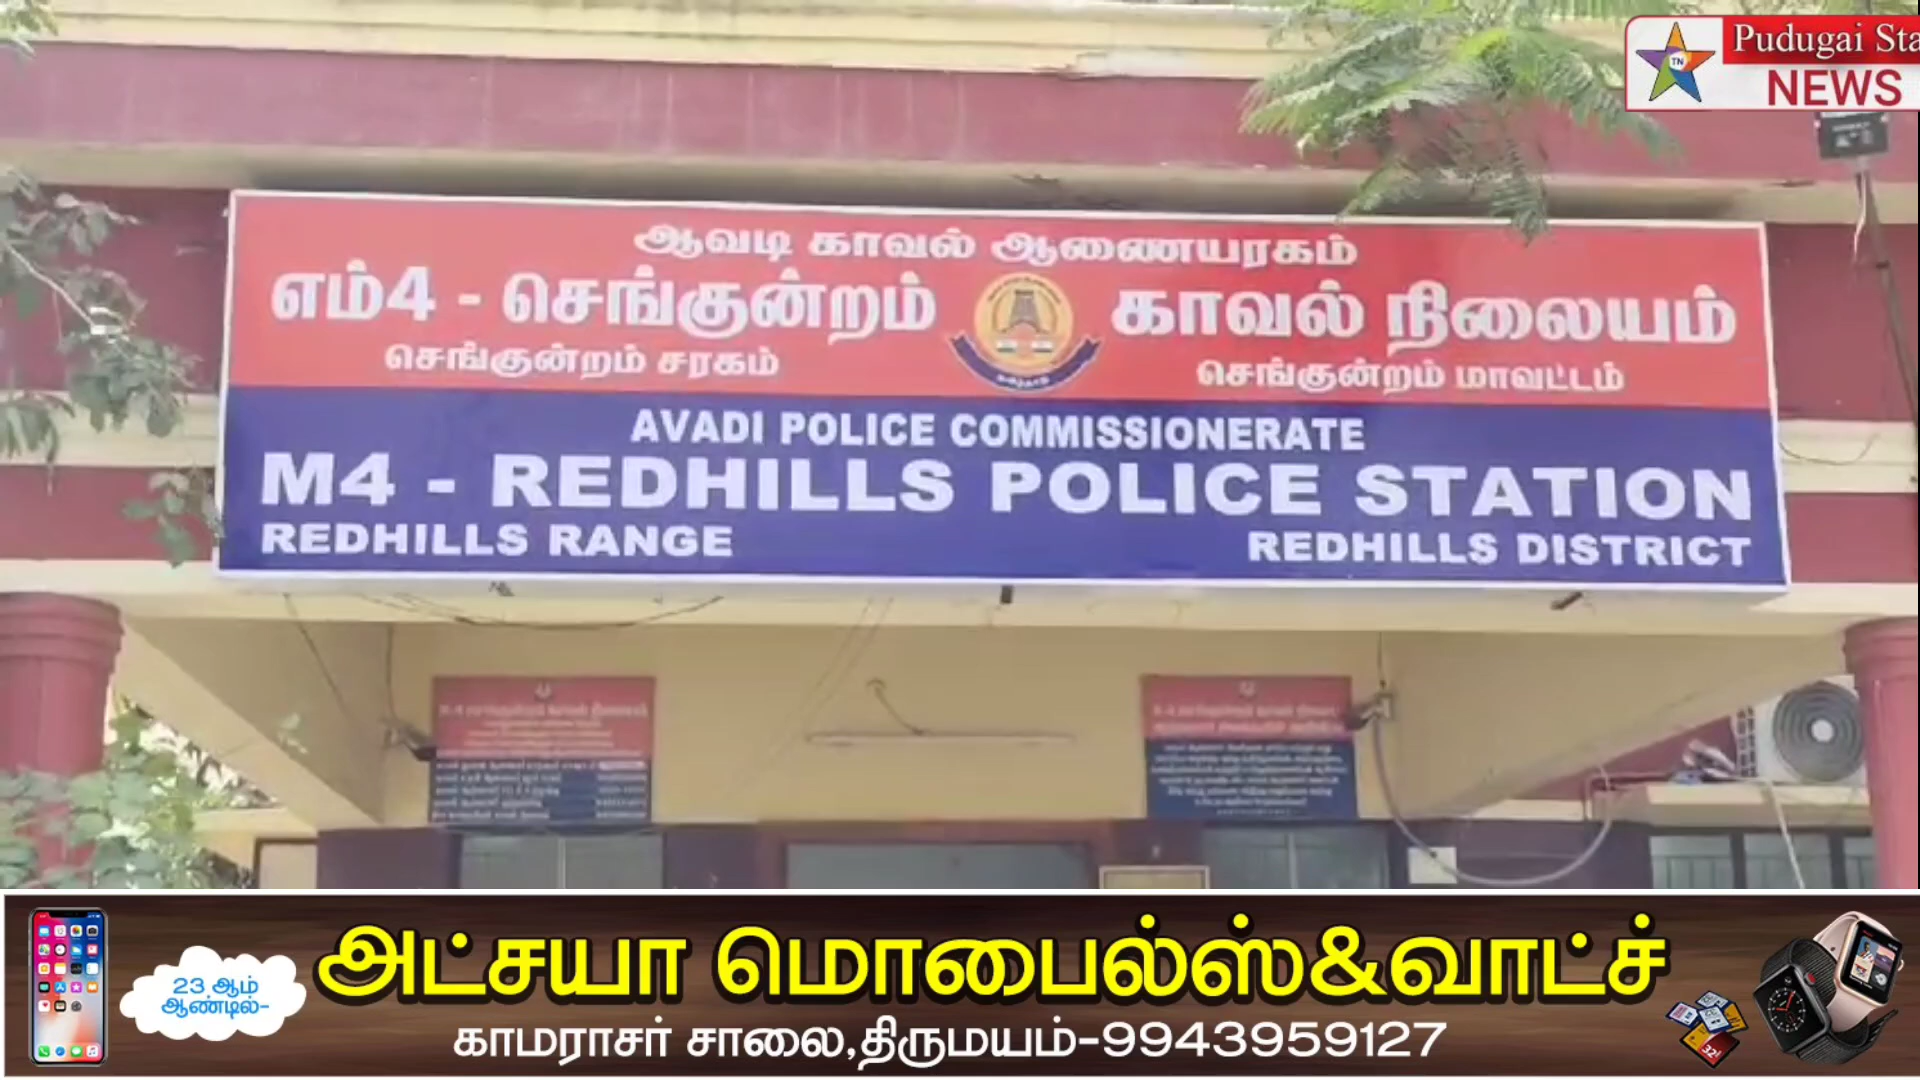 Pudugai Sta
TN
NEWS
ஆவடி காவல் ஆணையரகம்
எம்4 - செங்குன்றம் காவல் நிலையம்
செங்குன்றம் சரகம் செங்குன்றம் மாவட்டம்
AVADI POLICE COMMISSIONERATE
M4 - REDHILLS POLICE STATION
REDHILLS RANGE REDHILLS DISTRICT
23 ஆம்
ஆண்டில்-
அட்சயா மொபைல்ஸ்&வாட்ச்
காமராசர் சாலை,திருமயம்-9943959127